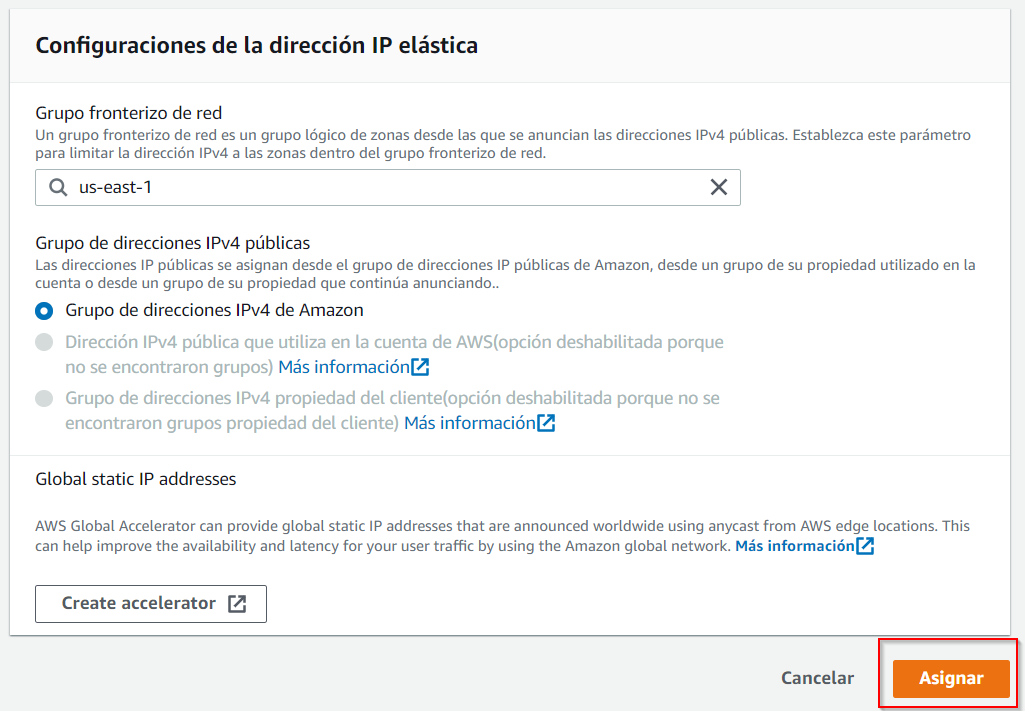 Configuraciones de la dirección IP elástica
Grupo fronterizo de red
Un grupo fronterizo de red es un grupo lógico de zonas desde las que se anuncian las direcciones IPv4 públicas. Establezca este parámetro
para limitar la dirección IPv4 a las zonas dentro del grupo fronterizo de red.
us-east-1
Grupo de direcciones IPv4 públicas
Las direcciones IP públicas se asignan desde el grupo de direcciones IP públicas de Amazon, desde un grupo de su propiedad utilizado en la
cuenta o desde un grupo de su propiedad que continúa anunciando..
Grupo de direcciones IPv4 de Amazon
Dirección IPv4 pública que utiliza en la cuenta de AWS(opción deshabilitada porque
no se encontraron grupos) Más información
Grupo de direcciones IPv4 propiedad del cliente(opción deshabilitada porque no se
encontraron grupos propiedad del cliente) Más información
Global static IP addresses
AWS Global Accelerator can provide global static IP addresses that are announced worldwide using anycast from AWS edge locations. This
can help improve the availability and latency for your user traffic by using the Amazon global network. Más información
Create accelerator
Cancelar
Asignar